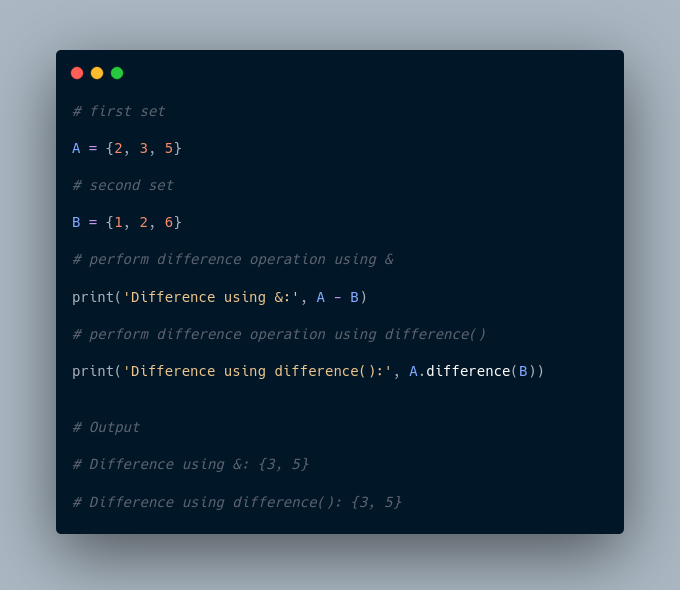 # first set
A = {2, 3, 5}
# second set
B = {1, 2, 6}
# perform difference operation using &
print('Difference using &:', A - B)
# perform difference operation using difference()
print('Difference using difference():', A.difference(B))
# Output
# Difference using &: {3, 5}
# Difference using difference(): {3, 5}